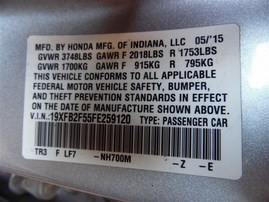 MFD. BY HONDA MFG. OF INDIANA, LLC 05/'15
GVWR 3748LBS GAWR F 2018LBS R 1753LBS
GVWR 1700KG GAWR F 915KG R 795KG
THIS VEHICLE CONFORMS TO ALL APPLICABLE
FEDERAL MOTOR VEHICLE SAFETY, BUMPER,
AND THEFT PREVENTION STANDARDS IN EFFECT
ON THE DATE OF MANUFACTURE SHOWN ABOVE.
V.I.N:19XFB2F55FE259120 TYPE: PASSENGER CAR
TR3 F LF7 -NH700M -Z -E